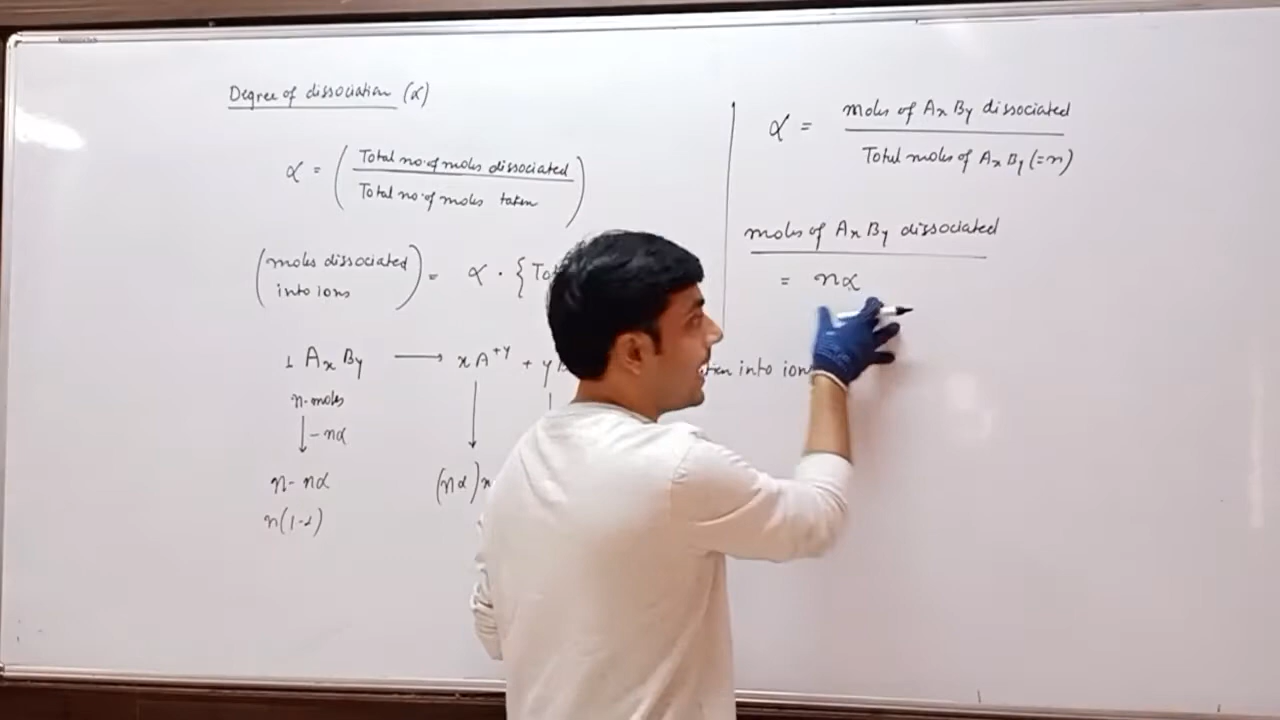 Degree of dissociation (α)
α = ( Total no. of moles dissociated
Total no. of moles taken )
( moles dissociated
into ions ) = α · {
1 AxBy → xA+y + y
n-moles
-nα
n - nα
n(1-α)
(nα)x
into ion
α = moles of AxBy dissociated
Total moles of AxBy (=n)
moles of AxBy dissociated
= nα